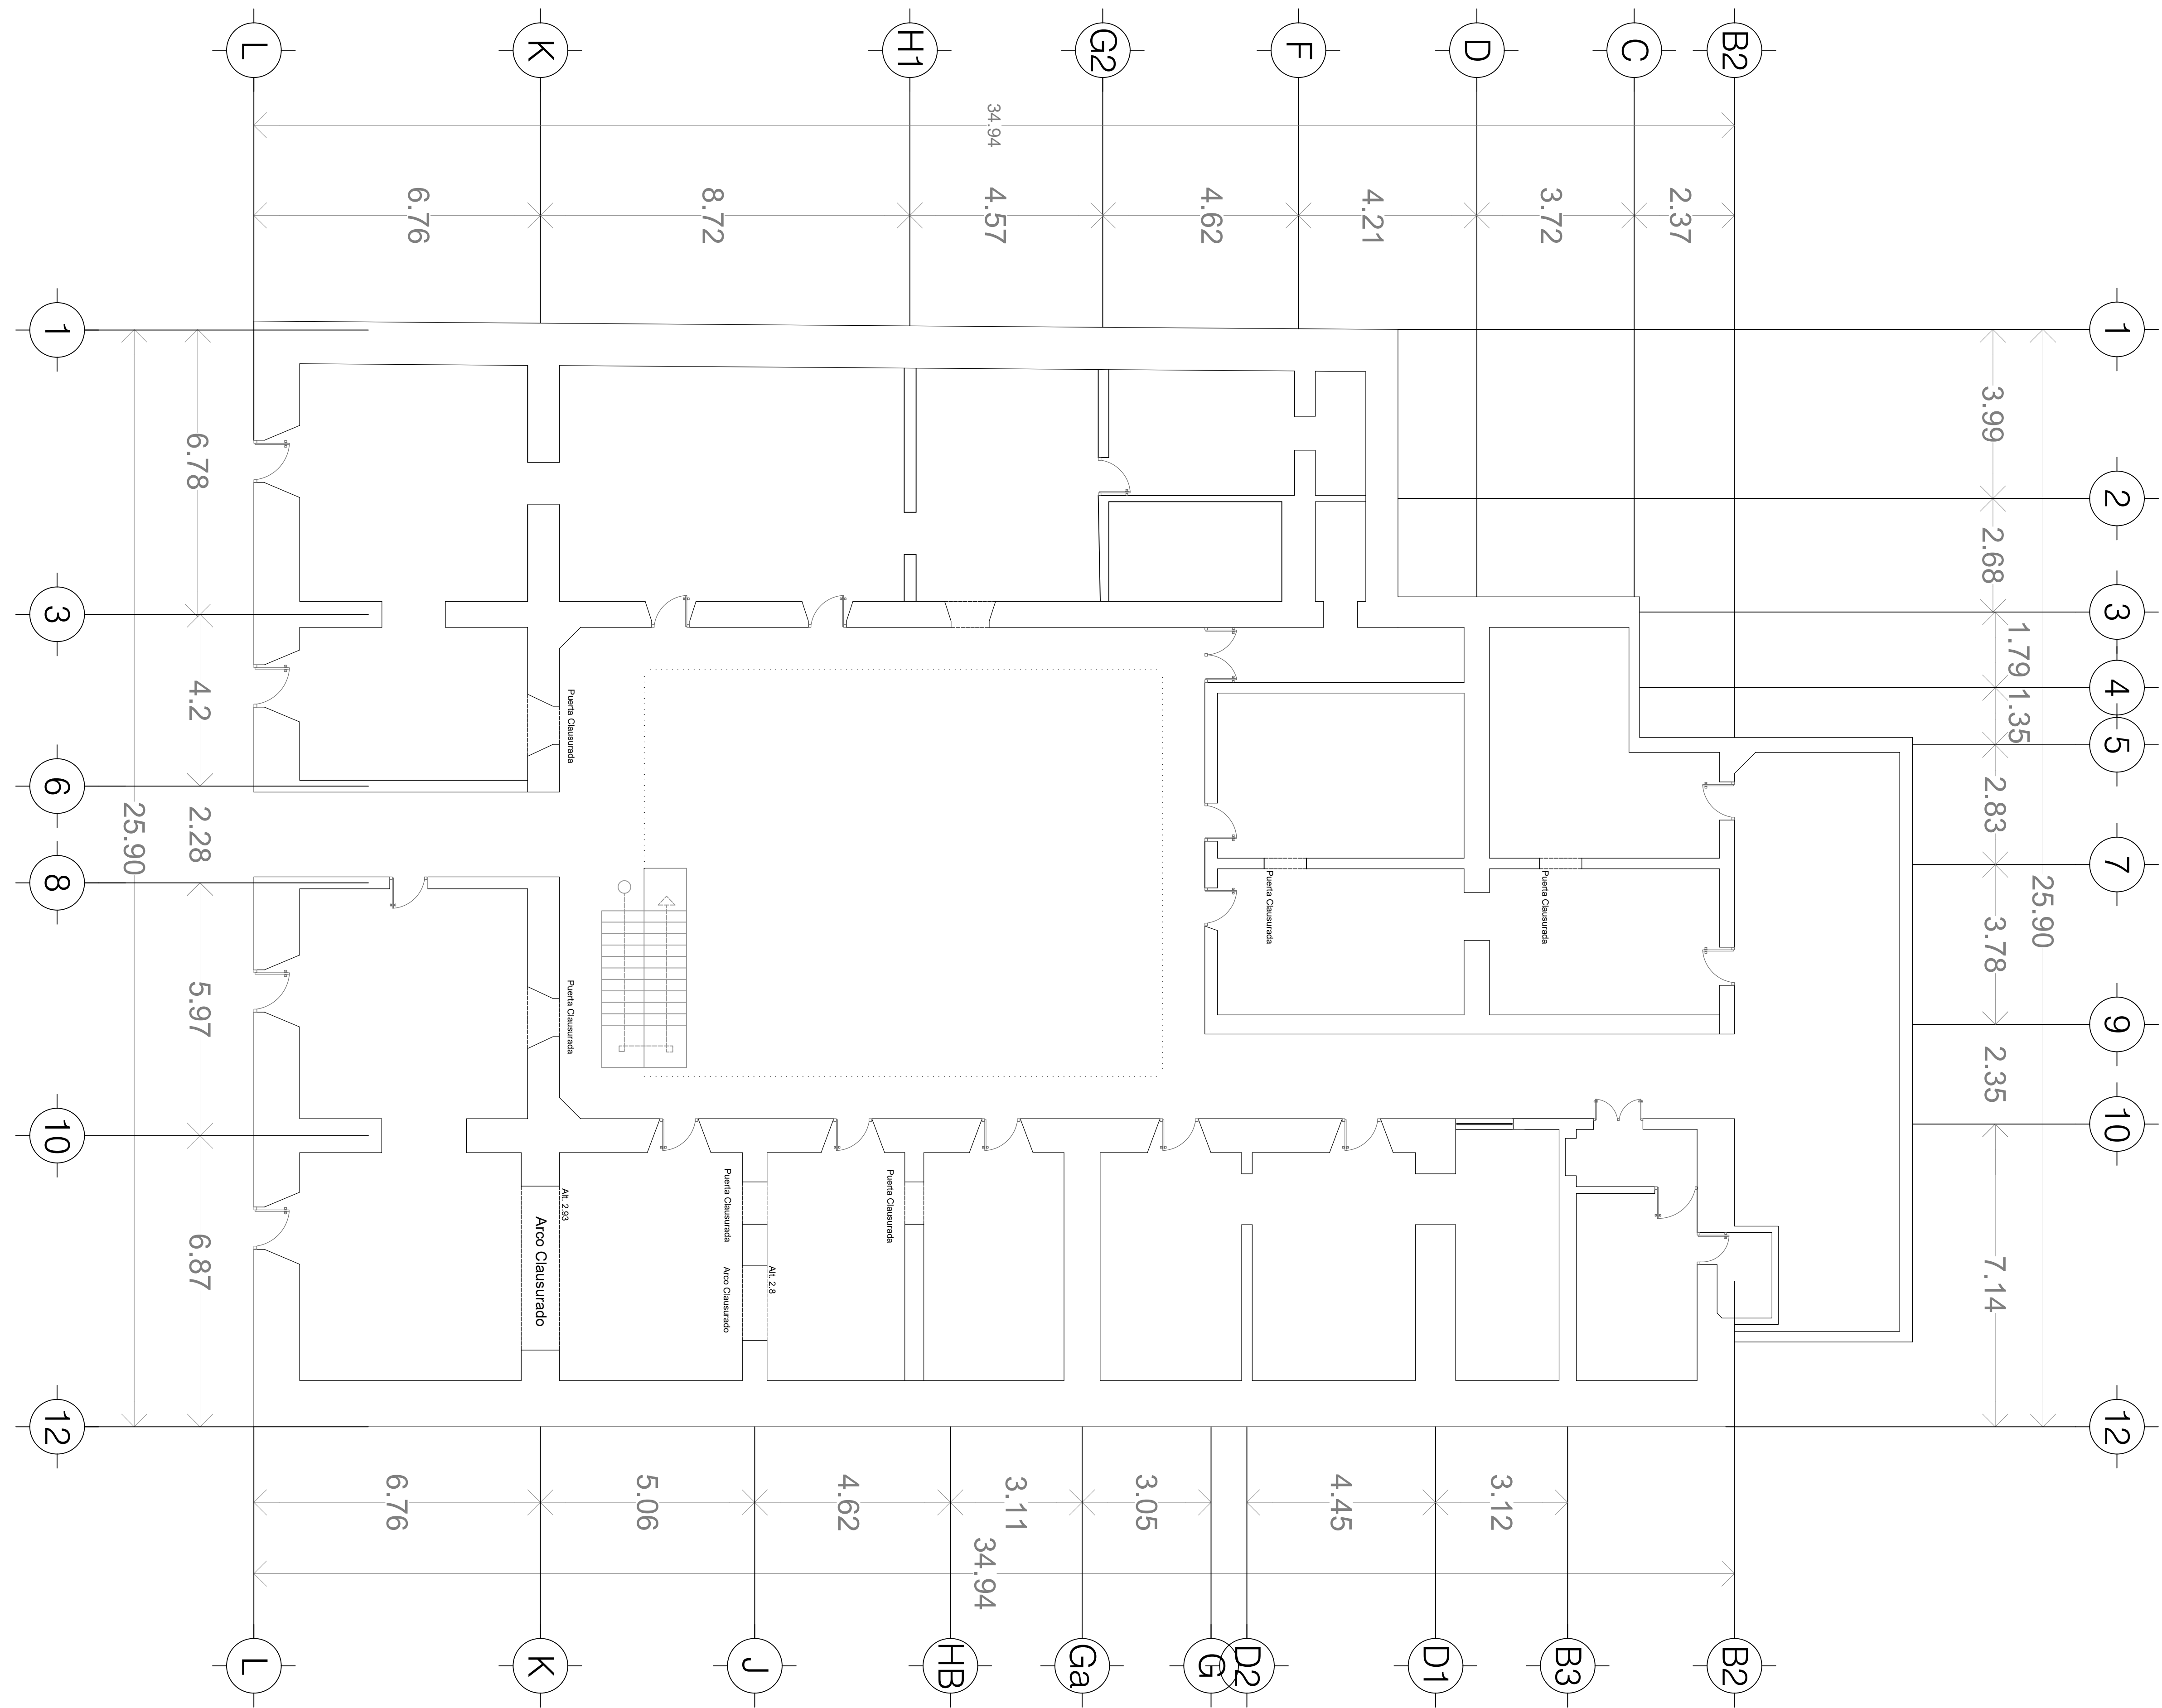 L
K
H1
G2
F
D
C
B2
34.94
6.76
8.72
4.57
4.62
4.21
3.72
2.37
1
1
3.99
2
6.78
2.68
3
3
1.79
4.2
4
1.35
5
6
25.90
2.28
2.83
7
8
25.90
3.78
5.97
9
2.35
10
10
6.87
7.14
12
12
Puerta Clausurada
Puerta Clausurada
Puerta Clausurada
Puerta Clausurada
Puerta Clausurada
Puerta Clausurada
Alt. 2.93
Arco Clausurado
Arco Clausurado
Alt. 2.8
6.76
5.06
4.62
3.11
3.05
4.45
3.12
34.94
L
K
J
HB
Ga
G
D2
D1
B3
B2